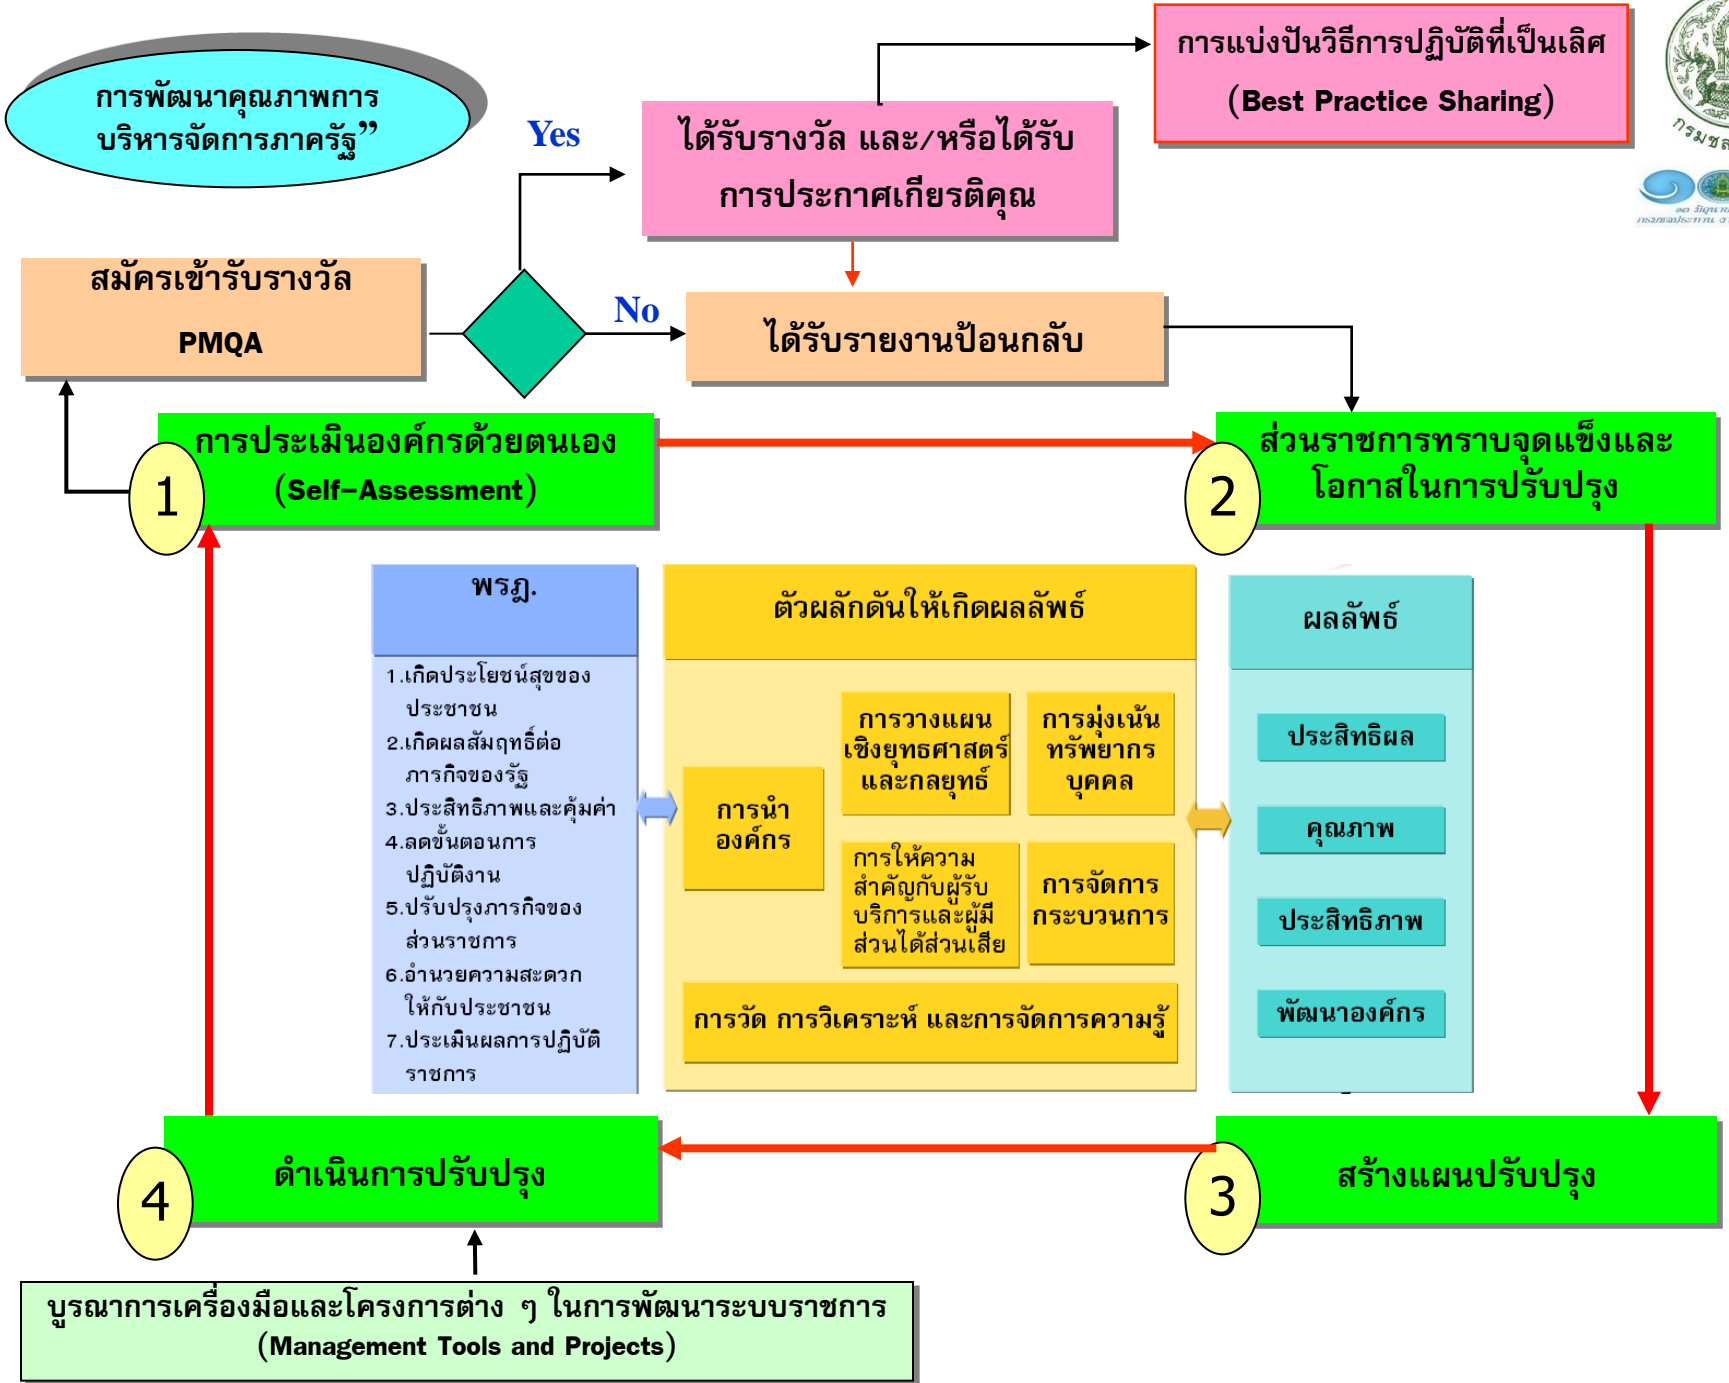 การพัฒนาคุณภาพการ
บริหารจัดการภาครัฐ”
Yes
ได้รับรางวัล และ/หรือได้รับ
การประกาศเกียรติคุณ
การแบ่งปันวิธีการปฏิบัติที่เป็นเลิศ
(Best Practice Sharing)
สมัครเข้ารับรางวัล
PMQA
No
ได้รับรายงานป้อนกลับ
1
การประเมินองค์กรด้วยตนเอง
(Self-Assessment)
2
ส่วนราชการทราบจุดแข็งและ
โอกาสในการปรับปรุง
พรฎ.
1.เกิดประโยชน์สุขของ
ประชาชน
2.เกิดผลสัมฤทธิ์ต่อ
ภารกิจของรัฐ
3.ประสิทธิภาพและคุ้มค่า
4.ลดขั้นตอนการ
ปฏิบัติงาน
5.ปรับปรุงภารกิจของ
ส่วนราชการ
6.อำนวยความสะดวก
ให้กับประชาชน
7.ประเมินผลการปฏิบัติ
ราชการ
ตัวผลักดันให้เกิดผลลัพธ์
การนำ
องค์กร
การวางแผน
เชิงยุทธศาสตร์
และกลยุทธ์
การมุ่งเน้น
ทรัพยากร
บุคคล
การให้ความ
สำคัญกับผู้รับ
บริการและผู้มี
ส่วนได้ส่วนเสีย
การจัดการ
กระบวนการ
การวัด การวิเคราะห์ และการจัดการความรู้
ผลลัพธ์
ประสิทธิผล
คุณภาพ
ประสิทธิภาพ
พัฒนาองค์กร
4
ดำเนินการปรับปรุง
3
สร้างแผนปรับปรุง
บูรณาการเครื่องมือและโครงการต่าง ๆ ในการพัฒนาระบบราชการ
(Management Tools and Projects)